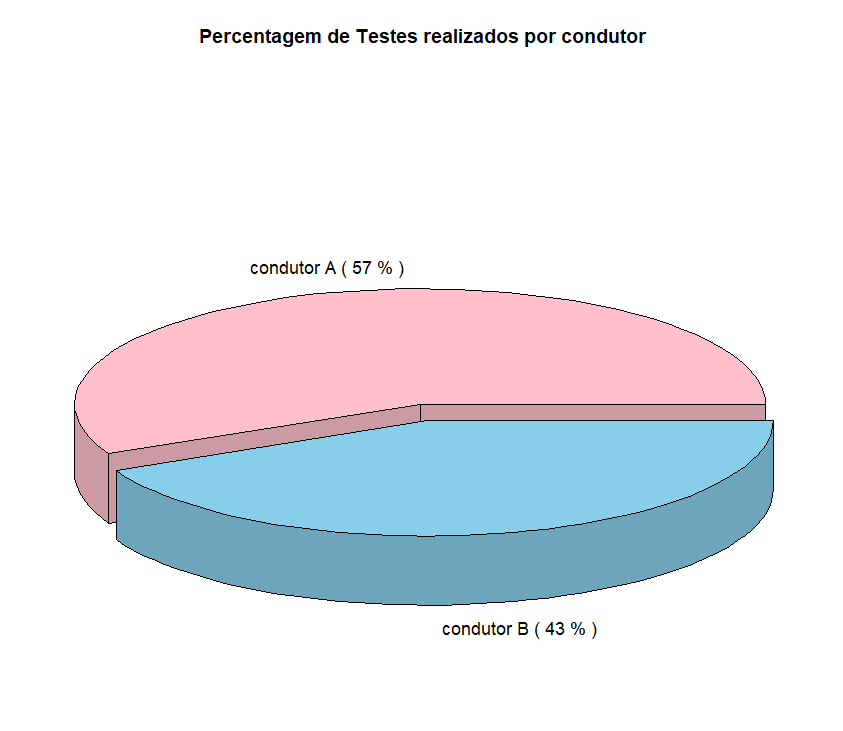 Percentagem de Testes realizados por condutor
condutor A ( 57 % )
condutor B ( 43 % )